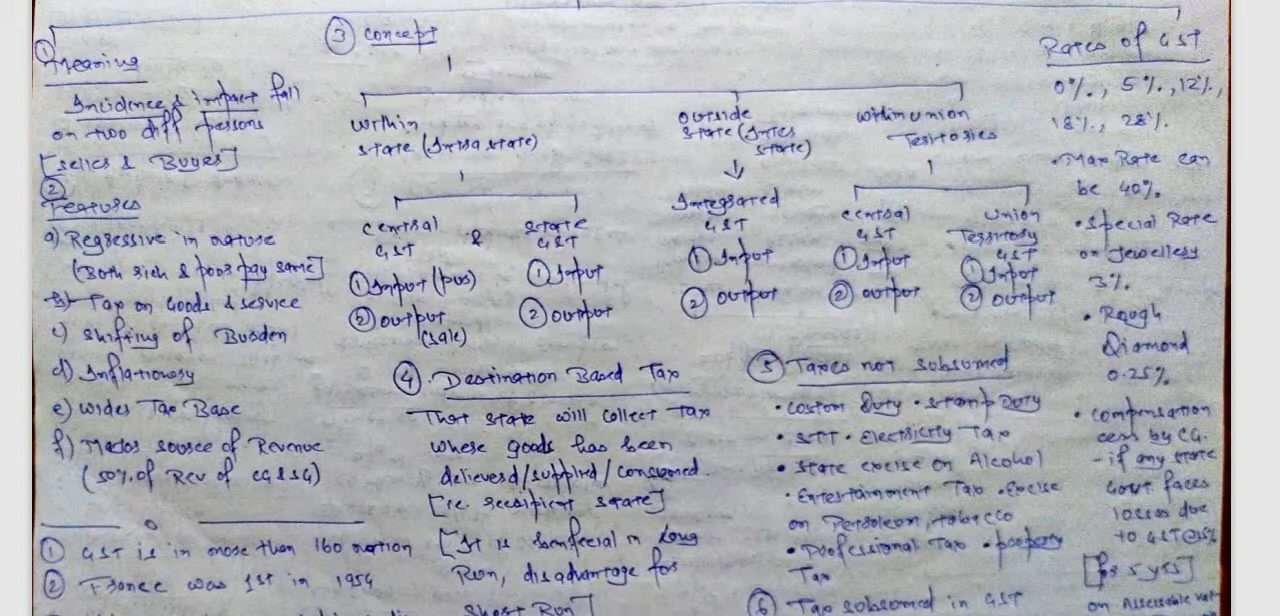 ① Meaning
Incidence & impact fall
on two diff persons
[Seller & Buyer]
② Features
a) Regressive in nature
(Both rich & poor pay same]
b) Tax on Goods & service
c) Shifting of Burden
d) Inflationary
e) Wider Tax Base
f) Major source of Revenue
(50% of Rev of CG & SG)
① GST is in more than 160 nation
② France was 1st in 1954
③ concept
within
state (Intra state)
Central
GST
① Input (pur)
② output
(sale)
&
State
GST
① Input
② output
outside
state (Inter
state)
Integrated
GST
① Input
② output
within union
Territories
Central
GST
① Input
② output
Union
Territory
GST
① Input
② output
④. Destination Based Tax
That state will collect Tax
whose goods has been
delievered/supplied/consumed.
[i.e. receipient state]
[It is benfecial in Long
Run, disadvantage for
Short Run]
⑤ Taxes not subsumed
• Custom Duty • Stamp Duty
• STT • Electricity Tax
• State excise on Alcohol
• Entertainment Tax • Excise
on Petroleum, tobacco
• Professional Tax • property
Tax
⑥ Tax subsumed in GST
Rates of GST
0%, 5%, 12%,
18%, 28%.
• Max Rate can
be 40%.
• Special Rate
on Jewellery
3%.
• Rough
Diamond
0.25%
• compensation
cess by CG.
- if any state
Govt faces
losses due
to GST
[for 5 yrs]
on Assessable